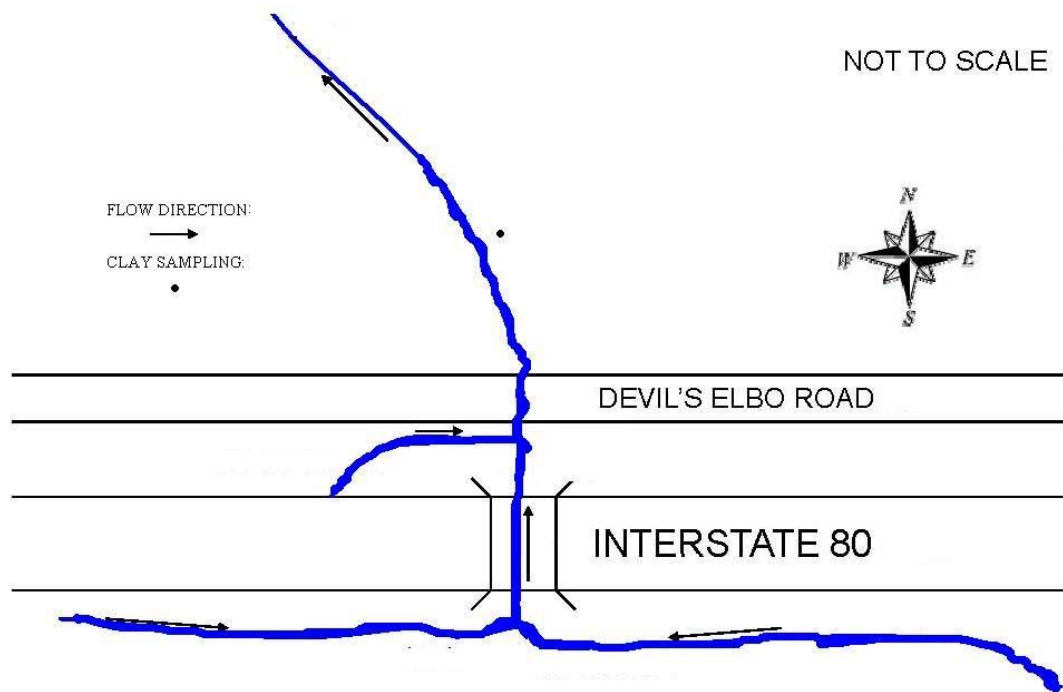 NOT TO SCALE
FLOW DIRECTION:
CLAY SAMPLING:
N
W E
S
DEVIL'S ELBO ROAD
INTERSTATE 80